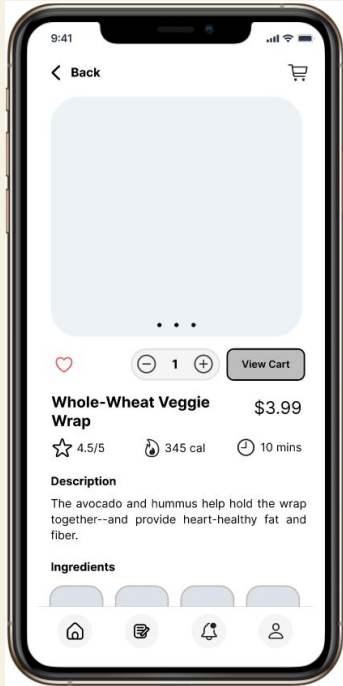 9:41
Back
1
View Cart
Whole-Wheat Veggie
Wrap
$3.99
4.5/5
345 cal
10 mins
Description
The avocado and hummus help hold the wrap
together--and provide heart-healthy fat and
fiber.
Ingredients